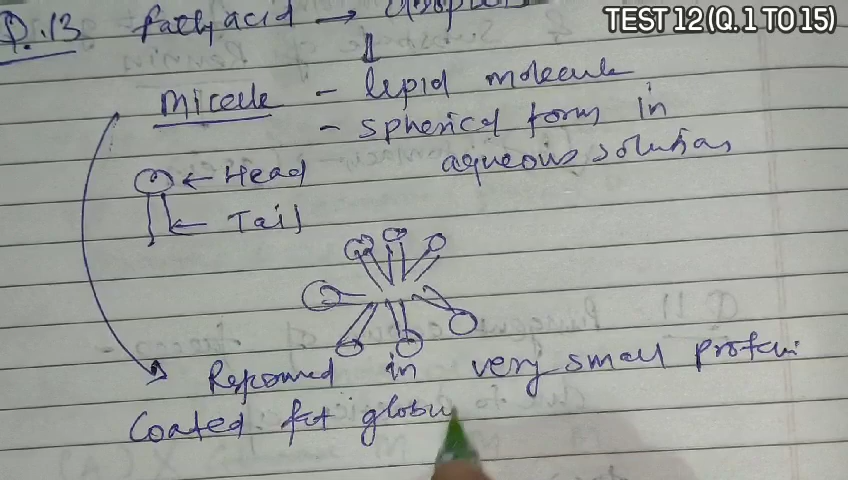 TEST 12 (Q. 1 TO 15)
Q.13 fatty acid →
Micelle - lepid molecule
- spherical form in
aqueous solution
← Head
← Tail
Reformed in very small protein
Coated fat globu